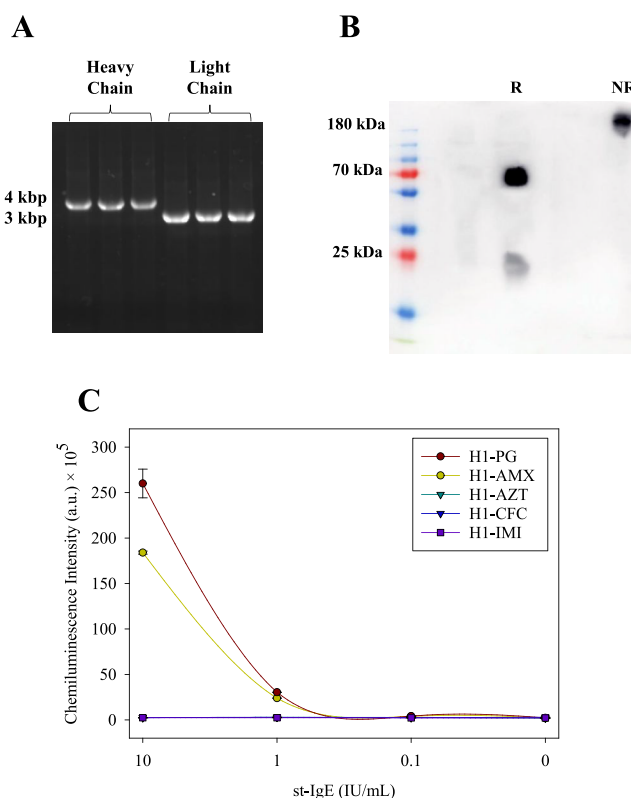 A
Heavy
Chain
Light
Chain
4 kbp
3 kbp
B
R
NR
180 kDa
70 kDa
25 kDa
C
Chemiluminescence Intensity (a.u.) × 10⁵
300
250
200
150
100
50
0
H1-PG
H1-AMX
H1-AZT
H1-CFC
H1-IMI
10
1
0.1
0
st-IgE (IU/mL)